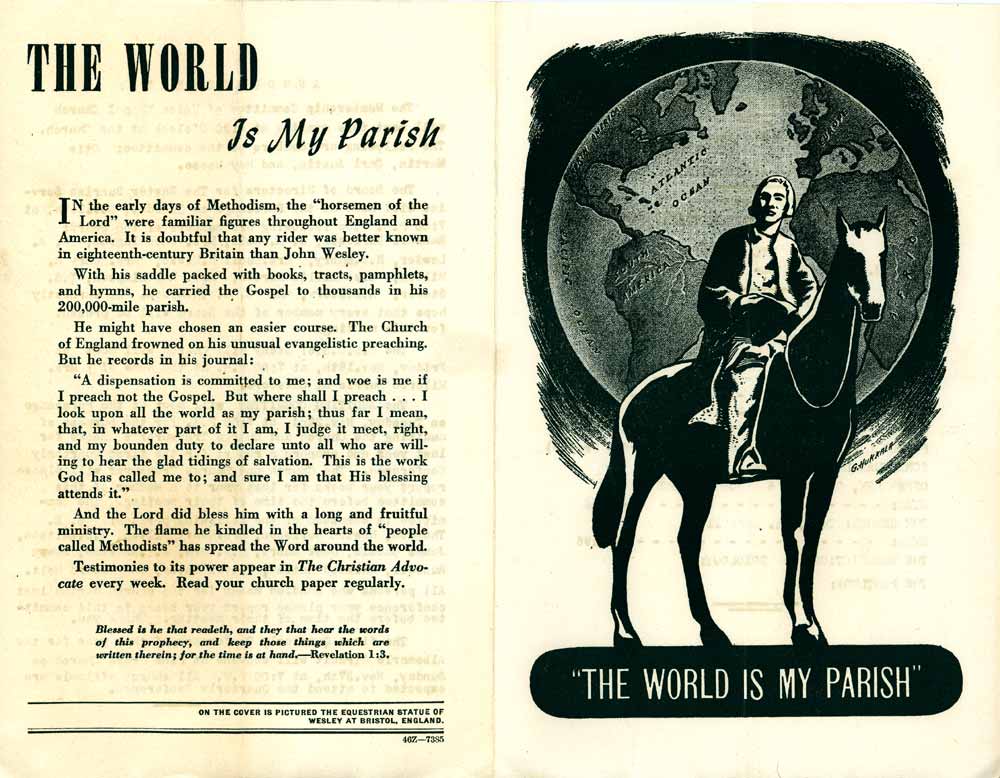 THE WORLD
Is My Parish
IN the early days of Methodism, the “horsemen of the
Lord” were familiar figures throughout England and
America. It is doubtful that any rider was better known
in eighteenth-century Britain than John Wesley.
With his saddle packed with books, tracts, pamphlets,
and hymns, he carried the Gospel to thousands in his
200,000-mile parish.
He might have chosen an easier course. The Church
of England frowned on his unusual evangelistic preaching.
But he records in his journal:
“A dispensation is committed to me; and woe is me if
I preach not the Gospel. But where shall I preach . . . I
look upon all the world as my parish; thus far I mean,
that, in whatever part of it I am, I judge it meet, right,
and my bounden duty to declare unto all who are will-
ing to hear the glad tidings of salvation. This is the work
God has called me to; and sure I am that His blessing
attends it.”
And the Lord did bless him with a long and fruitful
ministry. The flame he kindled in the hearts of “people
called Methodists” has spread the Word around the world.
Testimonies to its power appear in The Christian Advo-
cate every week. Read your church paper regularly.
Blessed is he that readeth, and they that hear the words
of this prophecy, and keep those things which are
written therein; for the time is at hand.—Revelation 1:3.
ON THE COVER IS PICTURED THE EQUESTRIAN STATUE OF
WESLEY AT BRISTOL, ENGLAND.
46Z—7385
ATLANTIC
OCEAN
SOUTH
AMERICA
EUROPE
"THE WORLD IS MY PARISH"